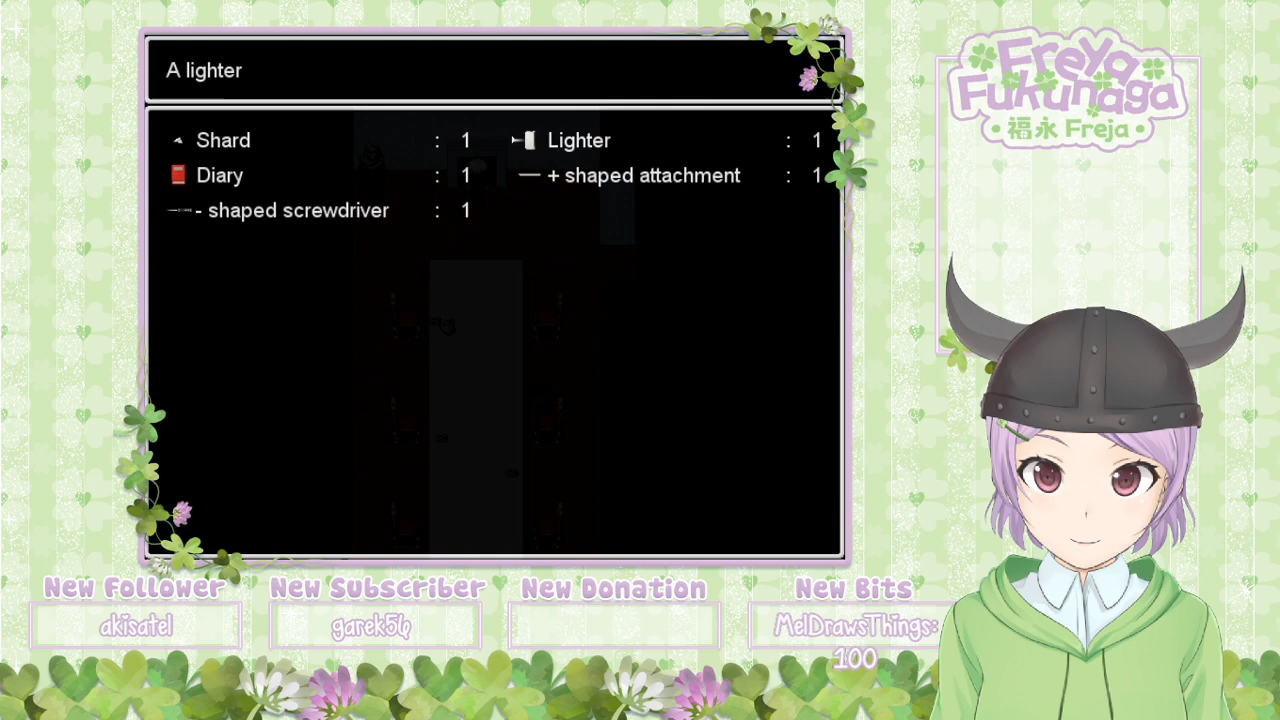 A lighter
Shard : 1
Lighter : 1
Diary : 1
+ shaped attachment : 1
- shaped screwdriver : 1
Freya
Fukunaga
• 福永 Freja •
New Follower
akisatel
New Subscriber
garek56
New Donation
New Bits
MelDrawsThings:
100